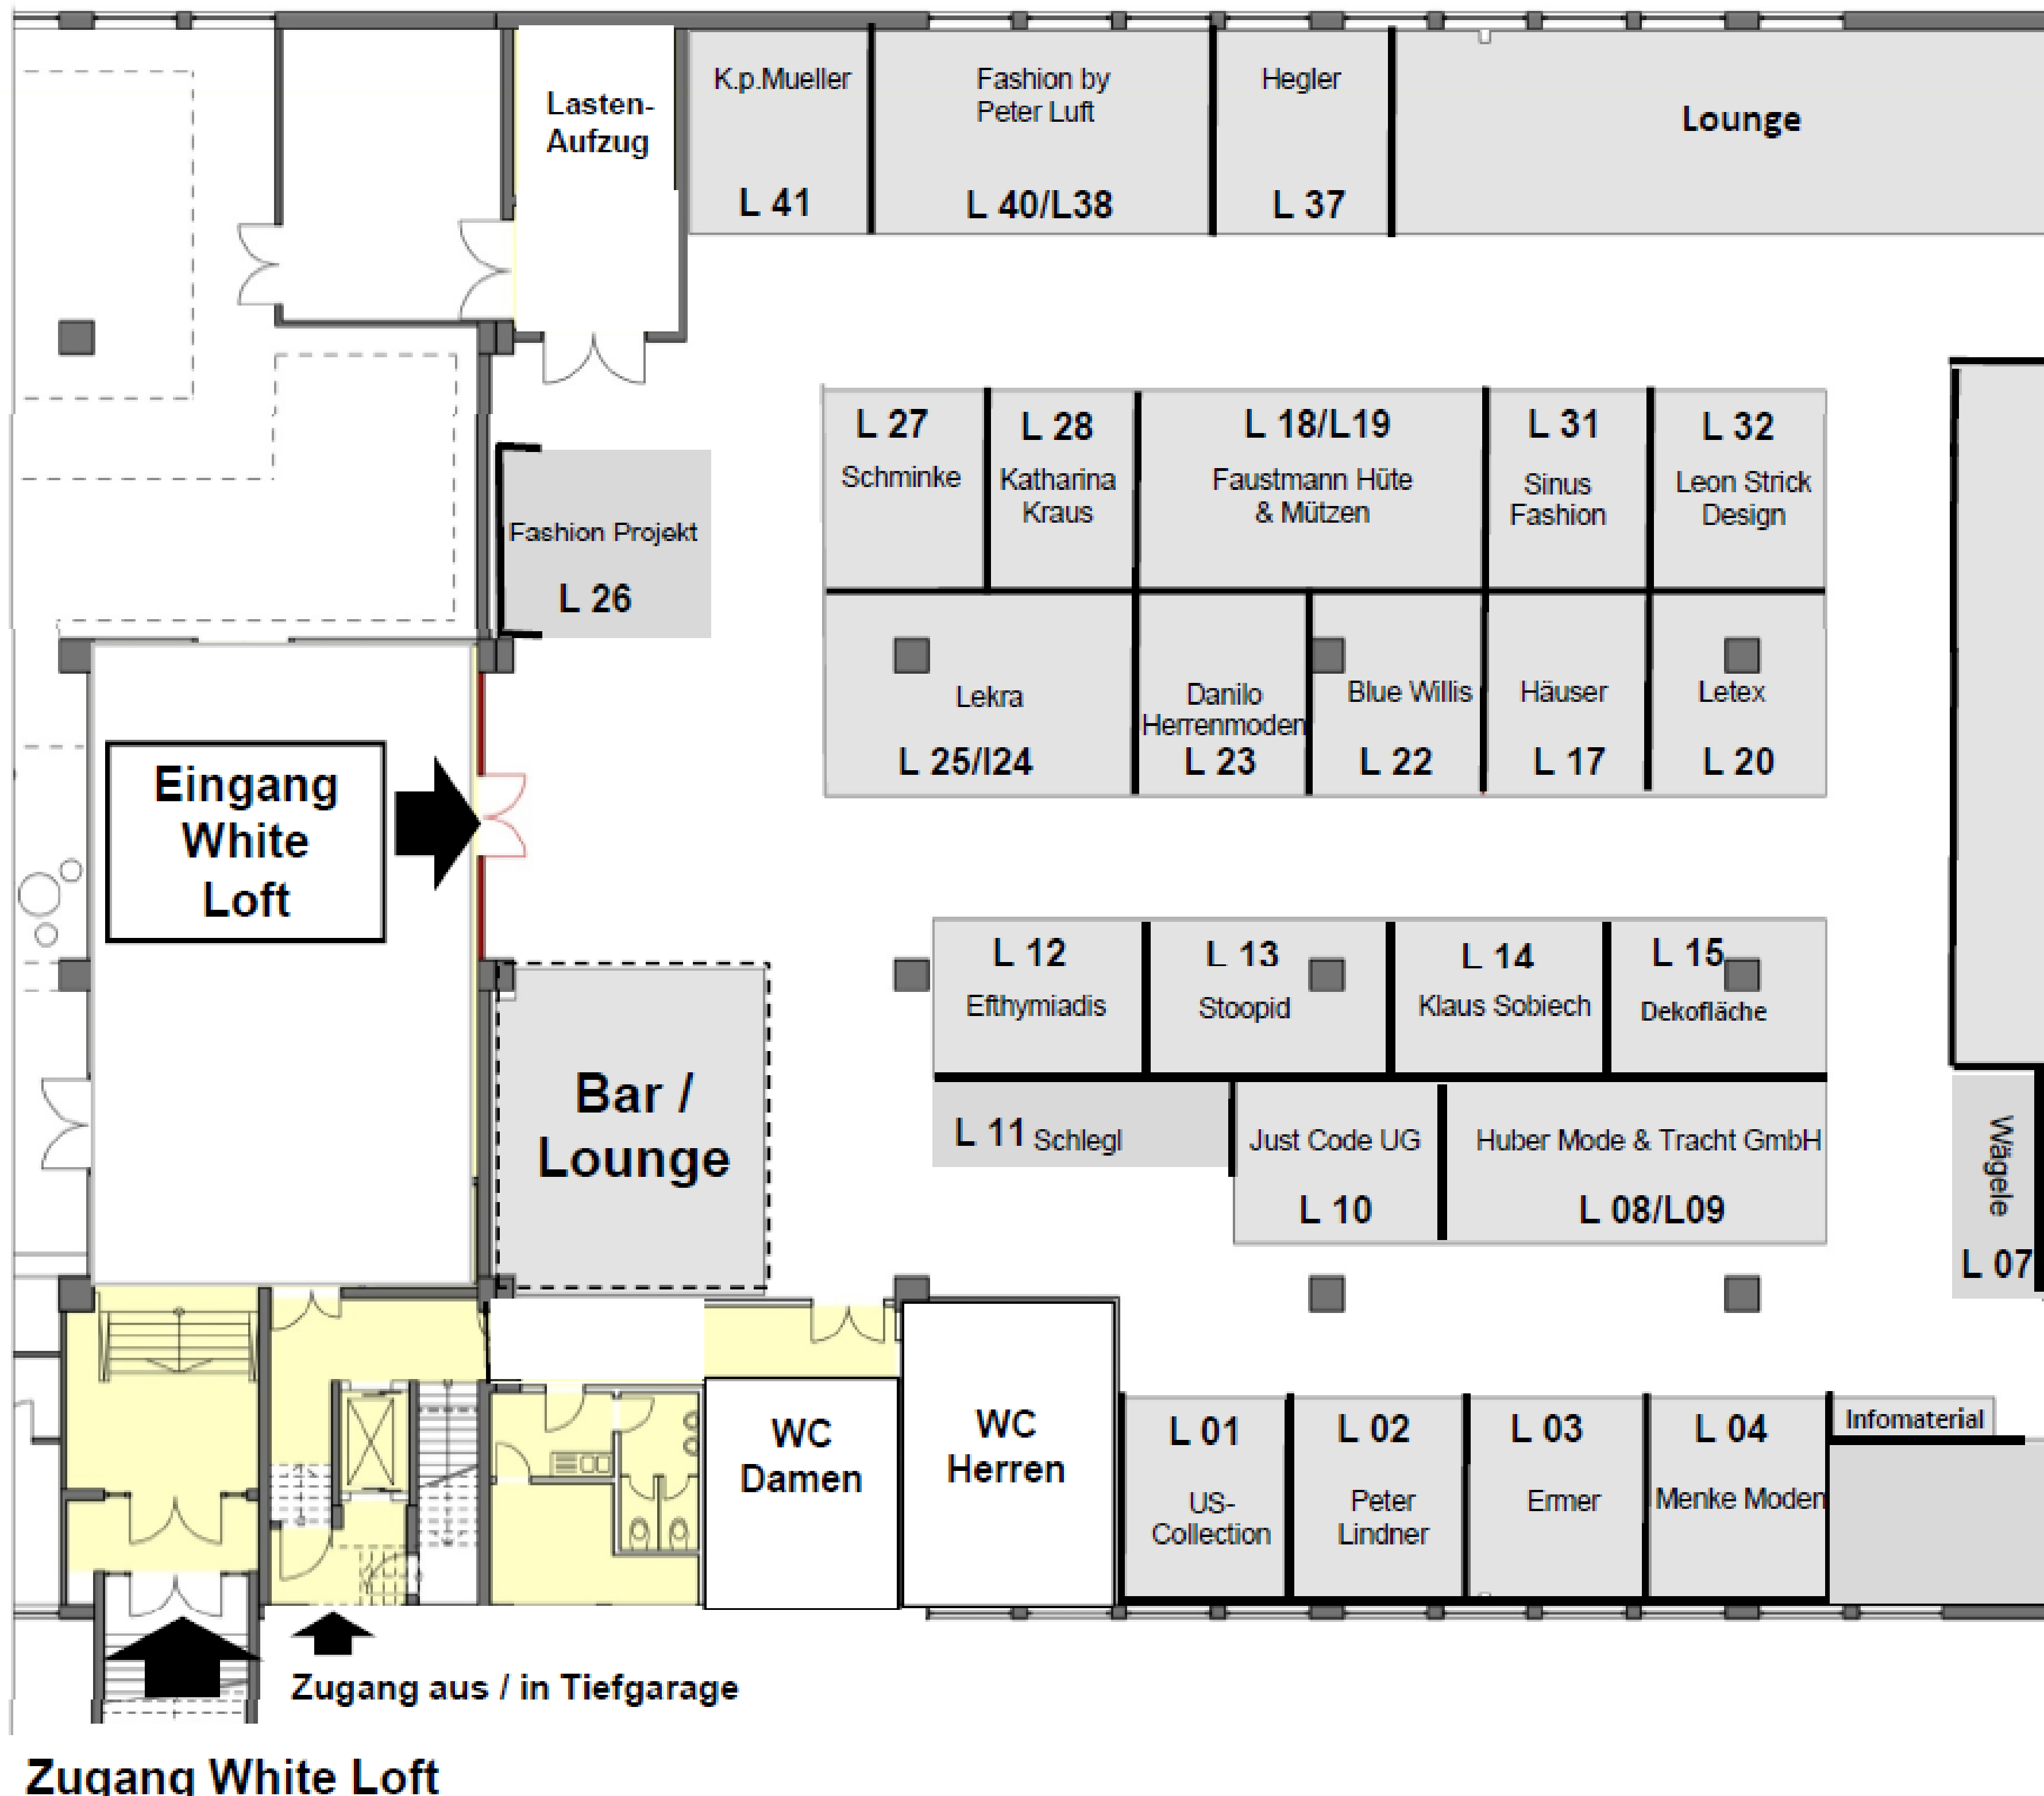 Lasten-
Aufzug
K.p.Mueller
L 41
Fashion by
Peter Luft
L 40/L38
Hegler
L 37
Lounge
L 27
Schminke
L 28
Katharina
Kraus
L 18/L19
Faustmann Hüte
& Mützen
L 31
Sinus
Fashion
L 32
Leon Strick
Design
Fashion Projekt
L 26
Lekra
L 25/l24
Danilo
Herrenmoden
L 23
Blue Willis
L 22
Häuser
L 17
Letex
L 20
Eingang
White
Loft
L 12
Efthymiadis
L 13
Stoopid
L 14
Klaus Sobiech
L 15
Dekofläche
Bar /
Lounge
L 11 Schlegl
Just Code UG
L 10
Huber Mode & Tracht GmbH
L 08/L09
Wägele
L 07
WC
Damen
WC
Herren
L 01
US-
Collection
L 02
Peter
Lindner
L 03
Ermer
L 04
Menke Moden
Infomaterial
Zugang aus / in Tiefgarage
Zugang White Loft